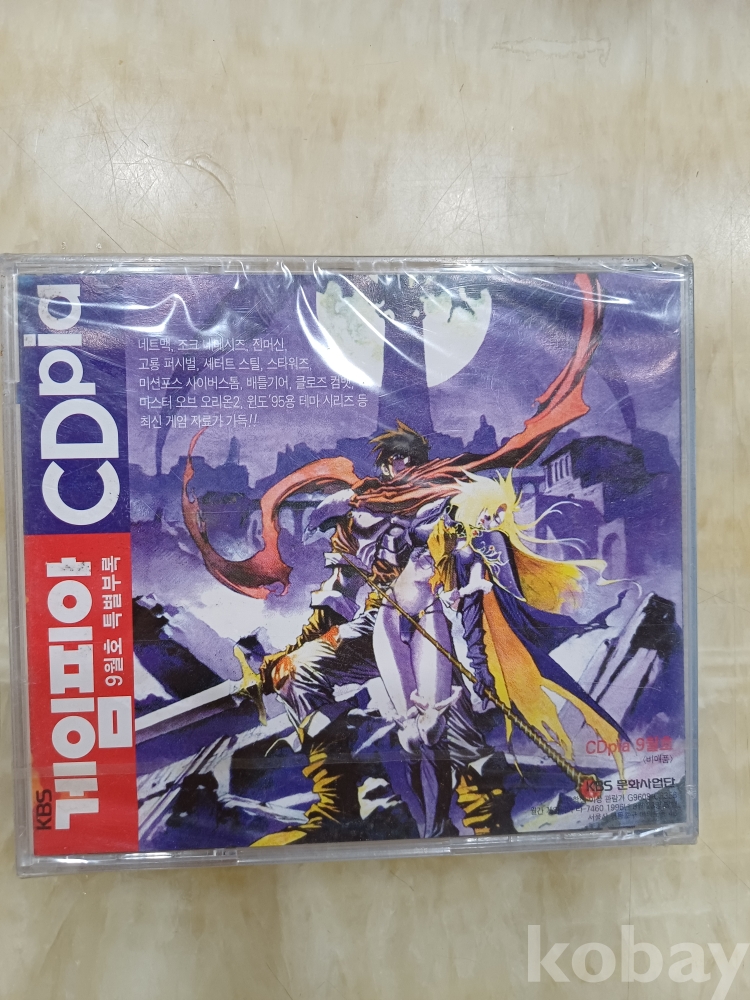 KBS 게임피아 CDpia
9월호 특별부록
네트맥, 조크 네메시즈, 진머신,
고룡 퍼시벌, 세터트 스틸, 스타워즈,
미션포스 사이버스톰, 배틀기어, 클로즈 컴뱃,
마스터 오브 오리온2, 윈도'95용 테마 시리즈 등
최신 게임 자료가 가득!!
CDpia 9월호
(비매품)
KBS 문화사업단
kobay